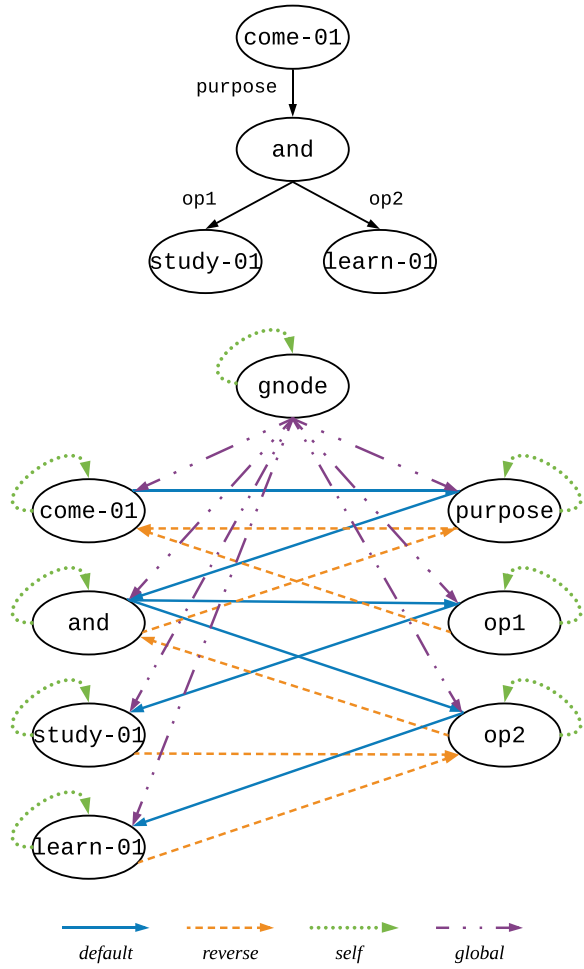 come-01
purpose
and
op1 op2
study-01 learn-01
gnode
come-01 purpose
and op1
study-01 op2
learn-01
default reverse self global